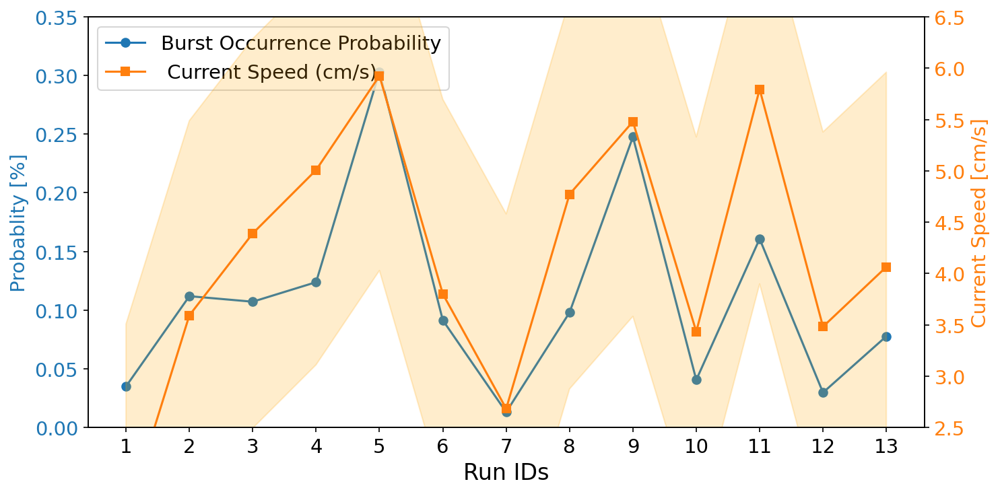 Burst Occurrence Probability
Current Speed (cm/s)
0.35
0.30
0.25
0.20
0.15
0.10
0.05
0.00
Probablity [%]
6.5
6.0
5.5
5.0
4.5
4.0
3.5
3.0
2.5
Current Speed [cm/s]
1 2 3 4 5 6 7 8 9 10 11 12 13
Run IDs